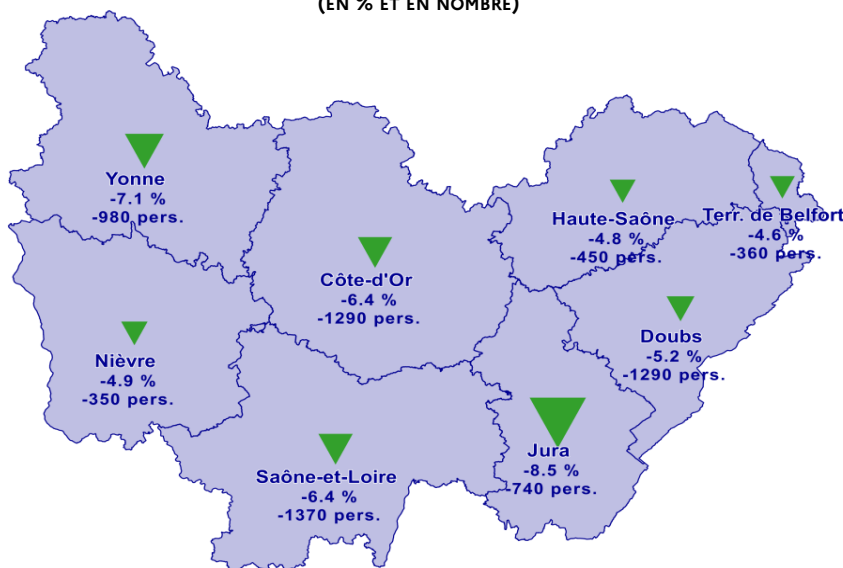 (EN % ET EN NOMBRE)
Yonne
-7.1 %
-980 pers.
Haute-Saône
-4.8 %
-450 pers.
Terr. de Belfort
-4.6 %
-360 pers.
Côte-d'Or
-6.4 %
-1290 pers.
Doubs
-5.2 %
-1290 pers.
Nièvre
-4.9 %
-350 pers.
Jura
-8.5 %
-740 pers.
Saône-et-Loire
-6.4 %
-1370 pers.